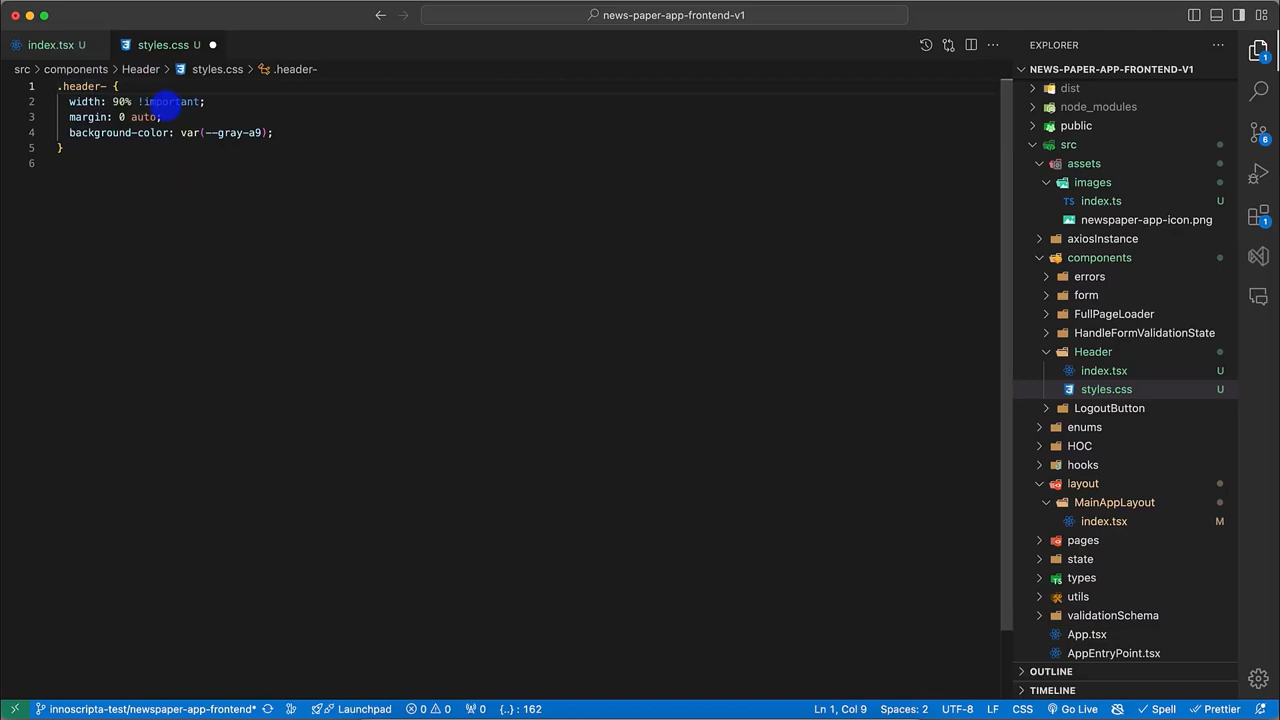 news-paper-app-frontend-v1
index.tsx U
styles.css U
src > components > Header > styles.css > .header-
1 .header- {
2 width: 90% !important;
3 margin: 0 auto;
4 background-color: var(--gray-a9);
5 }
6
EXPLORER
NEWS-PAPER-APP-FRONTEND-V1
dist
node_modules
public
src
assets
images
TS index.ts U
newspaper-app-icon.png
axiosInstance
components
errors
form
FullPageLoader
HandleFormValidationState
Header
index.tsx U
styles.css U
LogoutButton
enums
HOC
hooks
layout
MainAppLayout
index.tsx M
pages
state
types
utils
validationSchema
App.tsx
AppEntryPoint.tsx
OUTLINE
TIMELINE
1
6
1
innoscripta-test/newspaper-app-frontend* Launchpad 0 0 0 {..} : 162 Ln 1, Col 9 Spaces: 2 UTF-8 LF CSS Go Live Spell Prettier